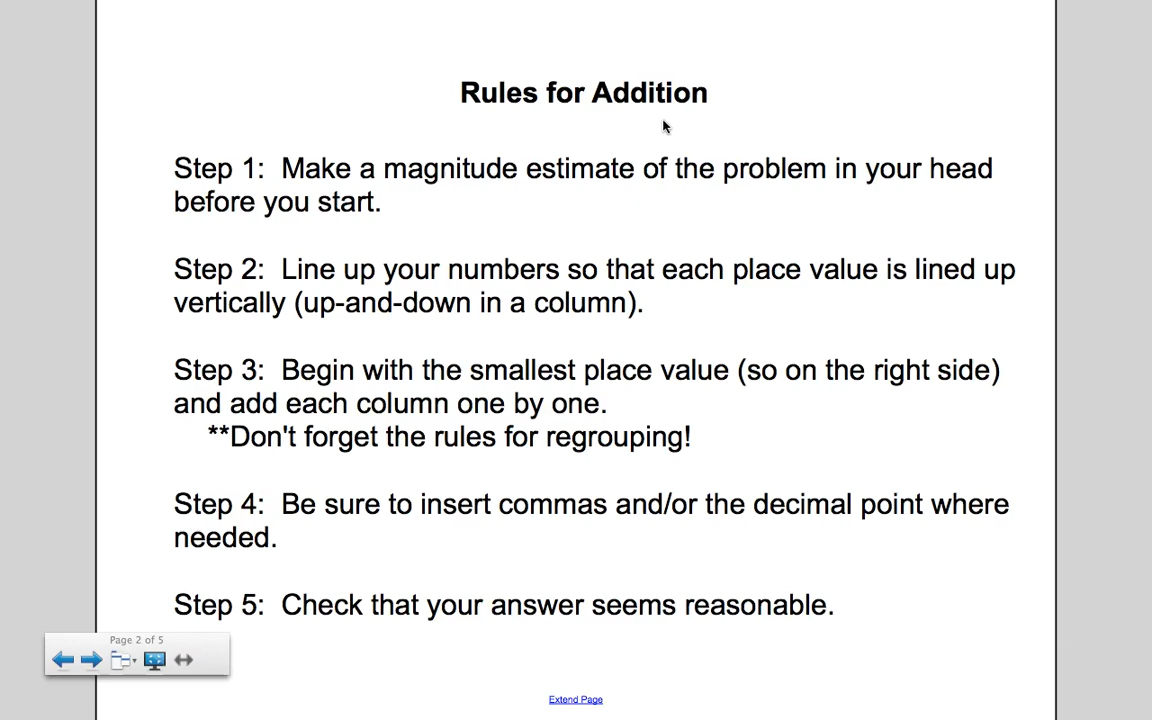 Rules for Addition
Step 1:  Make a magnitude estimate of the problem in your head
before you start.
Step 2:  Line up your numbers so that each place value is lined up
vertically (up-and-down in a column).
Step 3:  Begin with the smallest place value (so on the right side)
and add each column one by one.
**Don't forget the rules for regrouping!
Step 4:  Be sure to insert commas and/or the decimal point where
needed.
Step 5:  Check that your answer seems reasonable.
Page 2 of 5
Extend Page